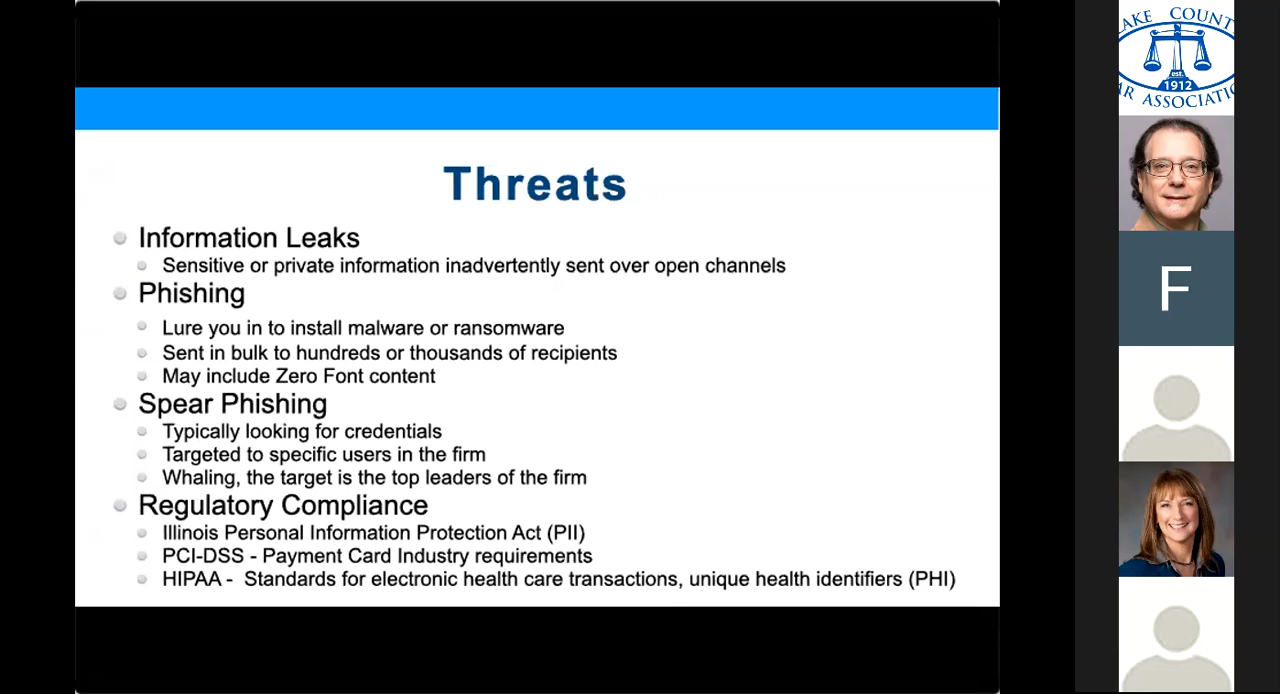 Threats
Information Leaks
Sensitive or private information inadvertently sent over open channels
Phishing
Lure you in to install malware or ransomware
Sent in bulk to hundreds or thousands of recipients
May include Zero Font content
Spear Phishing
Typically looking for credentials
Targeted to specific users in the firm
Whaling, the target is the top leaders of the firm
Regulatory Compliance
Illinois Personal Information Protection Act (PII)
PCI-DSS - Payment Card Industry requirements
HIPAA -  Standards for electronic health care transactions, unique health identifiers (PHI)
AKE COUNT
est.
1912
AR ASSOCIATIO
F